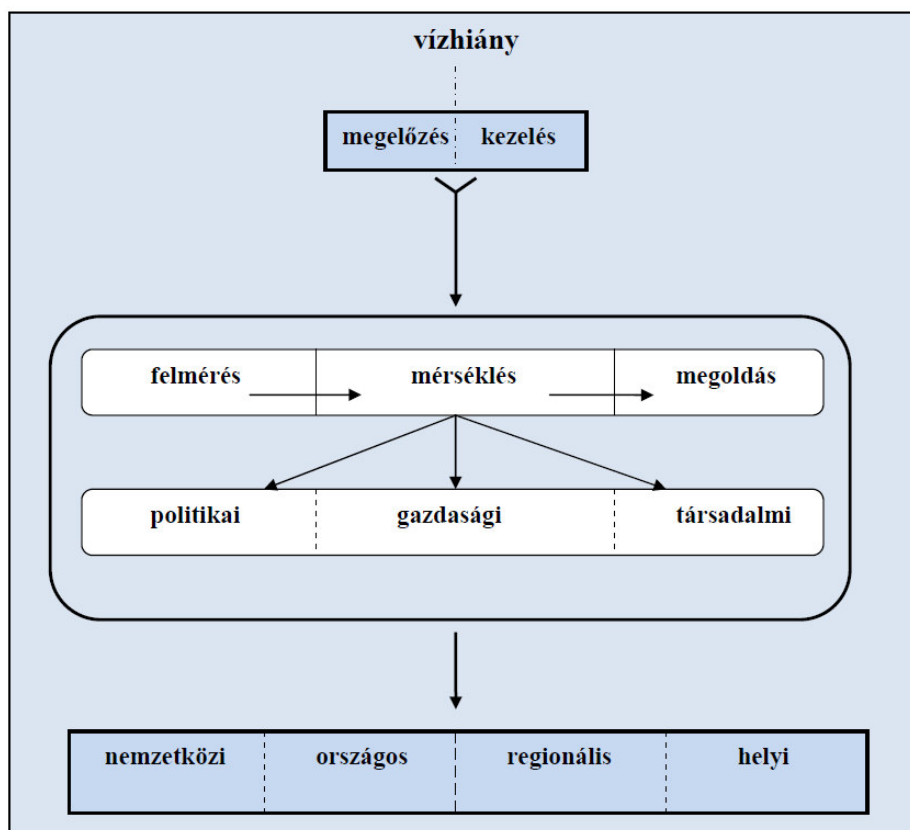 vízhiány
megelőzés kezelés
felmérés mérséklés megoldás
politikai gazdasági társadalmi
nemzetközi országos regionális helyi